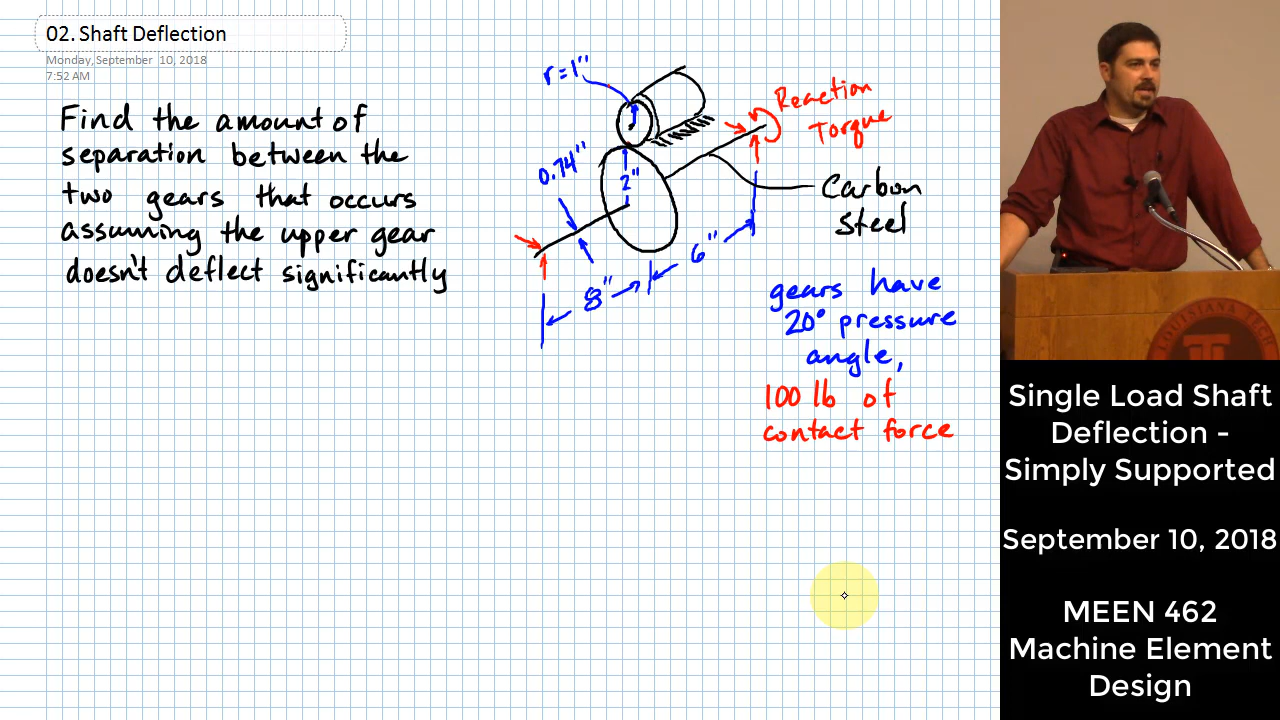 02. Shaft Deflection
Monday, September 10, 2018
7:52 AM
Find the amount of
separation between the
two gears that occurs
assuming the upper gear
doesn't deflect significantly
r=1"
Reaction
Torque
0.74"
2"
Carbon
Steel
6"
8"
gears have
20° pressure
angle,
100 lb of
contact force
LOUISIANA TECH
Single Load Shaft
Deflection -
Simply Supported
September 10, 2018
MEEN 462
Machine Element
Design